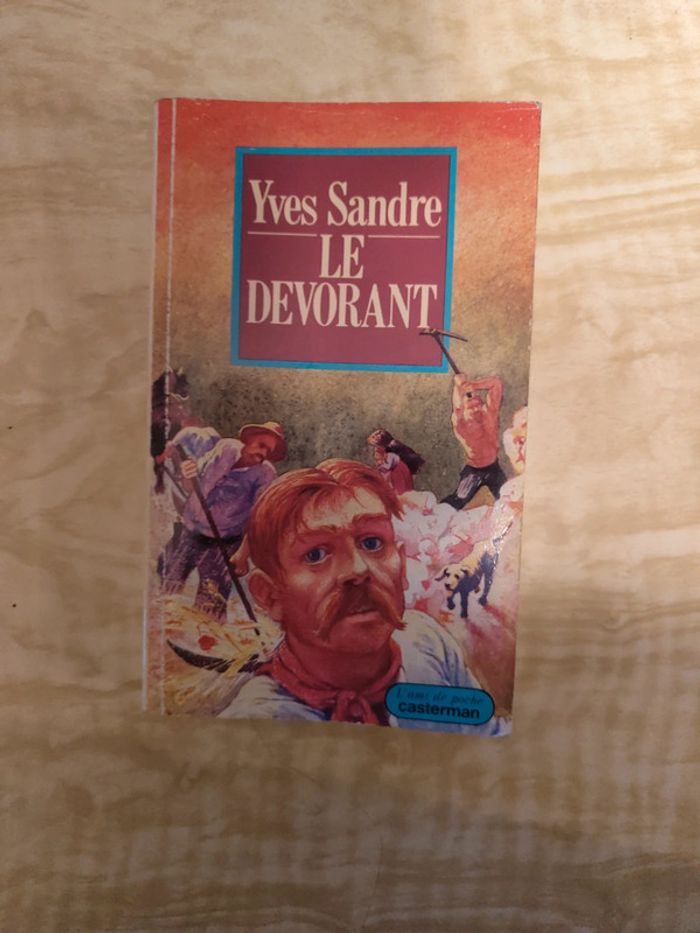 Yves Sandre
LE
DEVORANT
L'ami de poche
casterman